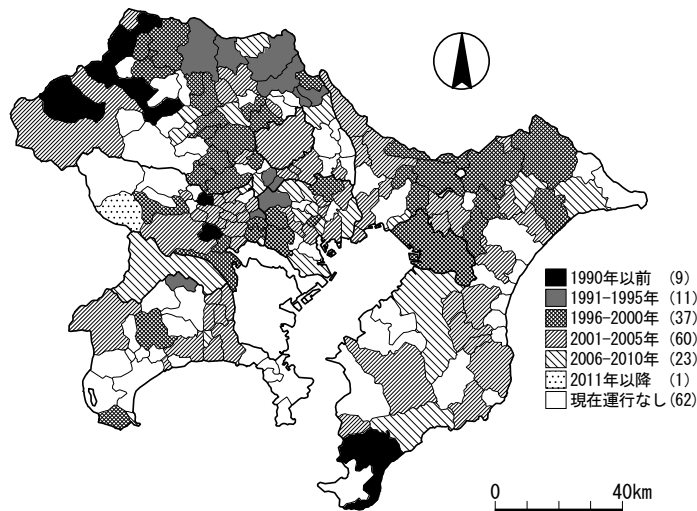 1990年以前 (9)
1991-1995年 (11)
1996-2000年 (37)
2001-2005年 (60)
2006-2010年 (23)
2011年以降 (1)
現在運行なし (62)
0 40km